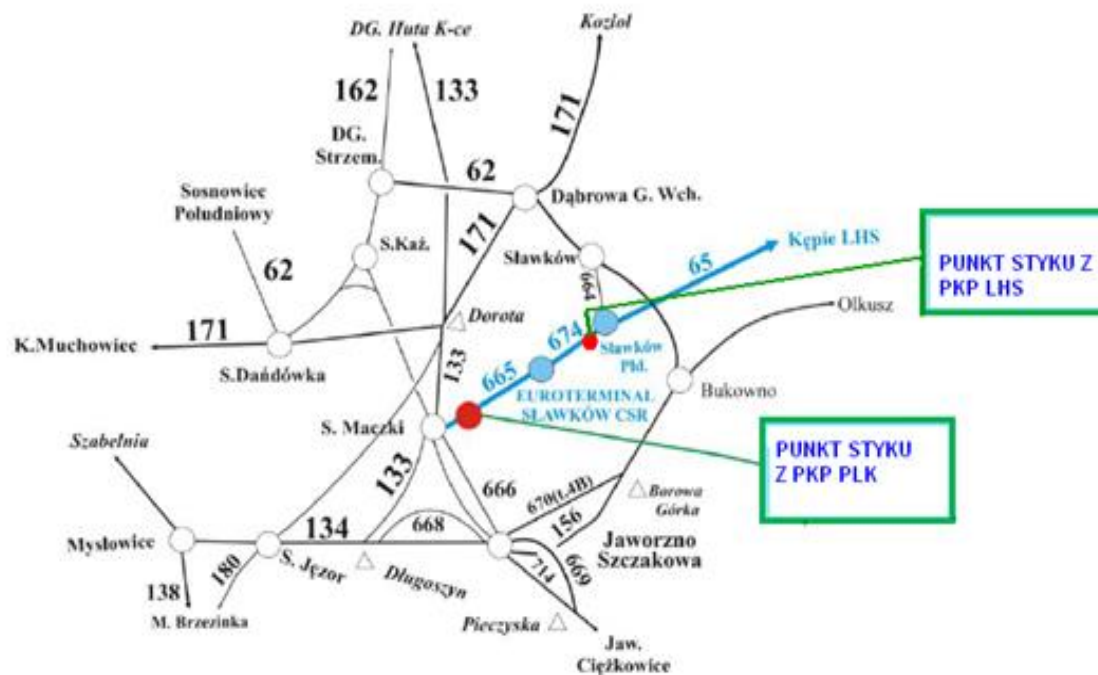 Kozioł
DG. Huta K-ce
162
133
171
DG.
Strzem.
62
Sosnowiec
Południowy
Dąbrowa G. Wch.
171
S.Kaź.
Sławków
65
Kępie LHS
PUNKT STYKU Z
PKP LHS
62
664
Olkusz
171
Dorota
674
K.Muchowiec
S.Dańdówka
133
Sławków
Płd.
665
Bukowno
EUROTERMINAL
SŁAWKÓW CSR
S. Maczki
PUNKT STYKU
Z PKP PLK
Szabelnia
133
666
670(t.4B)
Borowa
Górka
134
668
156
Mysłowice
Jaworzno
Szczakowa
S. Jęzor
180
Długoszyn
714
669
138
M. Brzezinka
Pieczyska
Jaw.
Ciężkowice